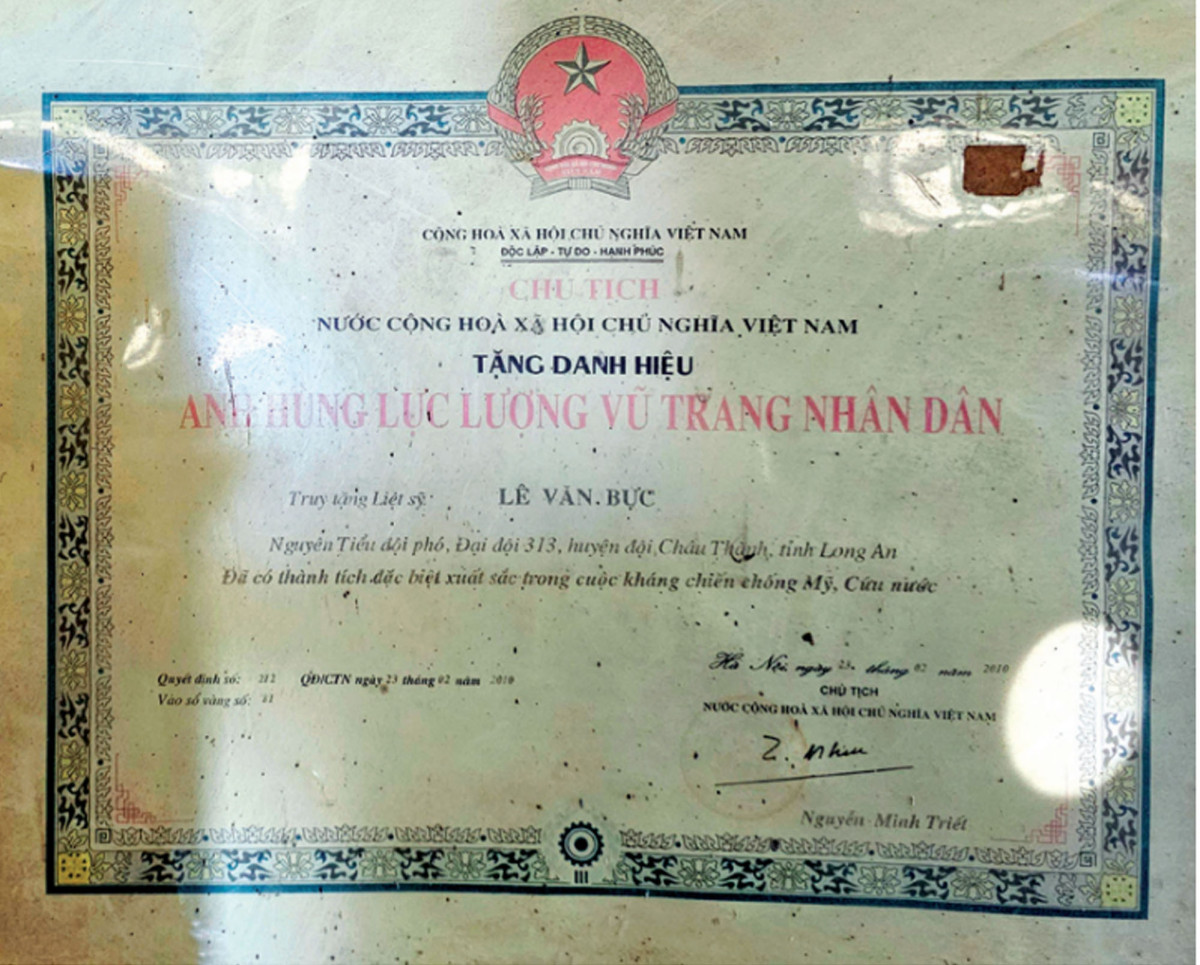 CỘNG HOÀ XÃ HỘI CHỦ NGHĨA VIỆT NAM
ĐỘC LẬP - TỰ DO - HẠNH PHÚC
CHỦ TỊCH
NƯỚC CỘNG HOÀ XÃ HỘI CHỦ NGHĨA VIỆT NAM
TẶNG DANH HIỆU
ANH HÙNG LỰC LƯỢNG VŨ TRANG NHÂN DÂN
Truy tặng Liệt sỹ: LÊ VĂN BỰC
Nguyên Tiểu đội phó, Đại đội 313, huyện đội Châu Thành, tỉnh Long An
Đã có thành tích đặc biệt xuất sắc trong cuộc kháng chiến chống Mỹ, Cứu nước
Hà Nội, ngày 23 tháng 02 năm 2010
CHỦ TỊCH
NƯỚC CỘNG HOÀ XÃ HỘI CHỦ NGHĨA VIỆT NAM
Quyết định số: 212 QĐ/CTN ngày 23 tháng 02 năm 2010
Vào sổ vàng số: 81
Nguyễn Minh Triết